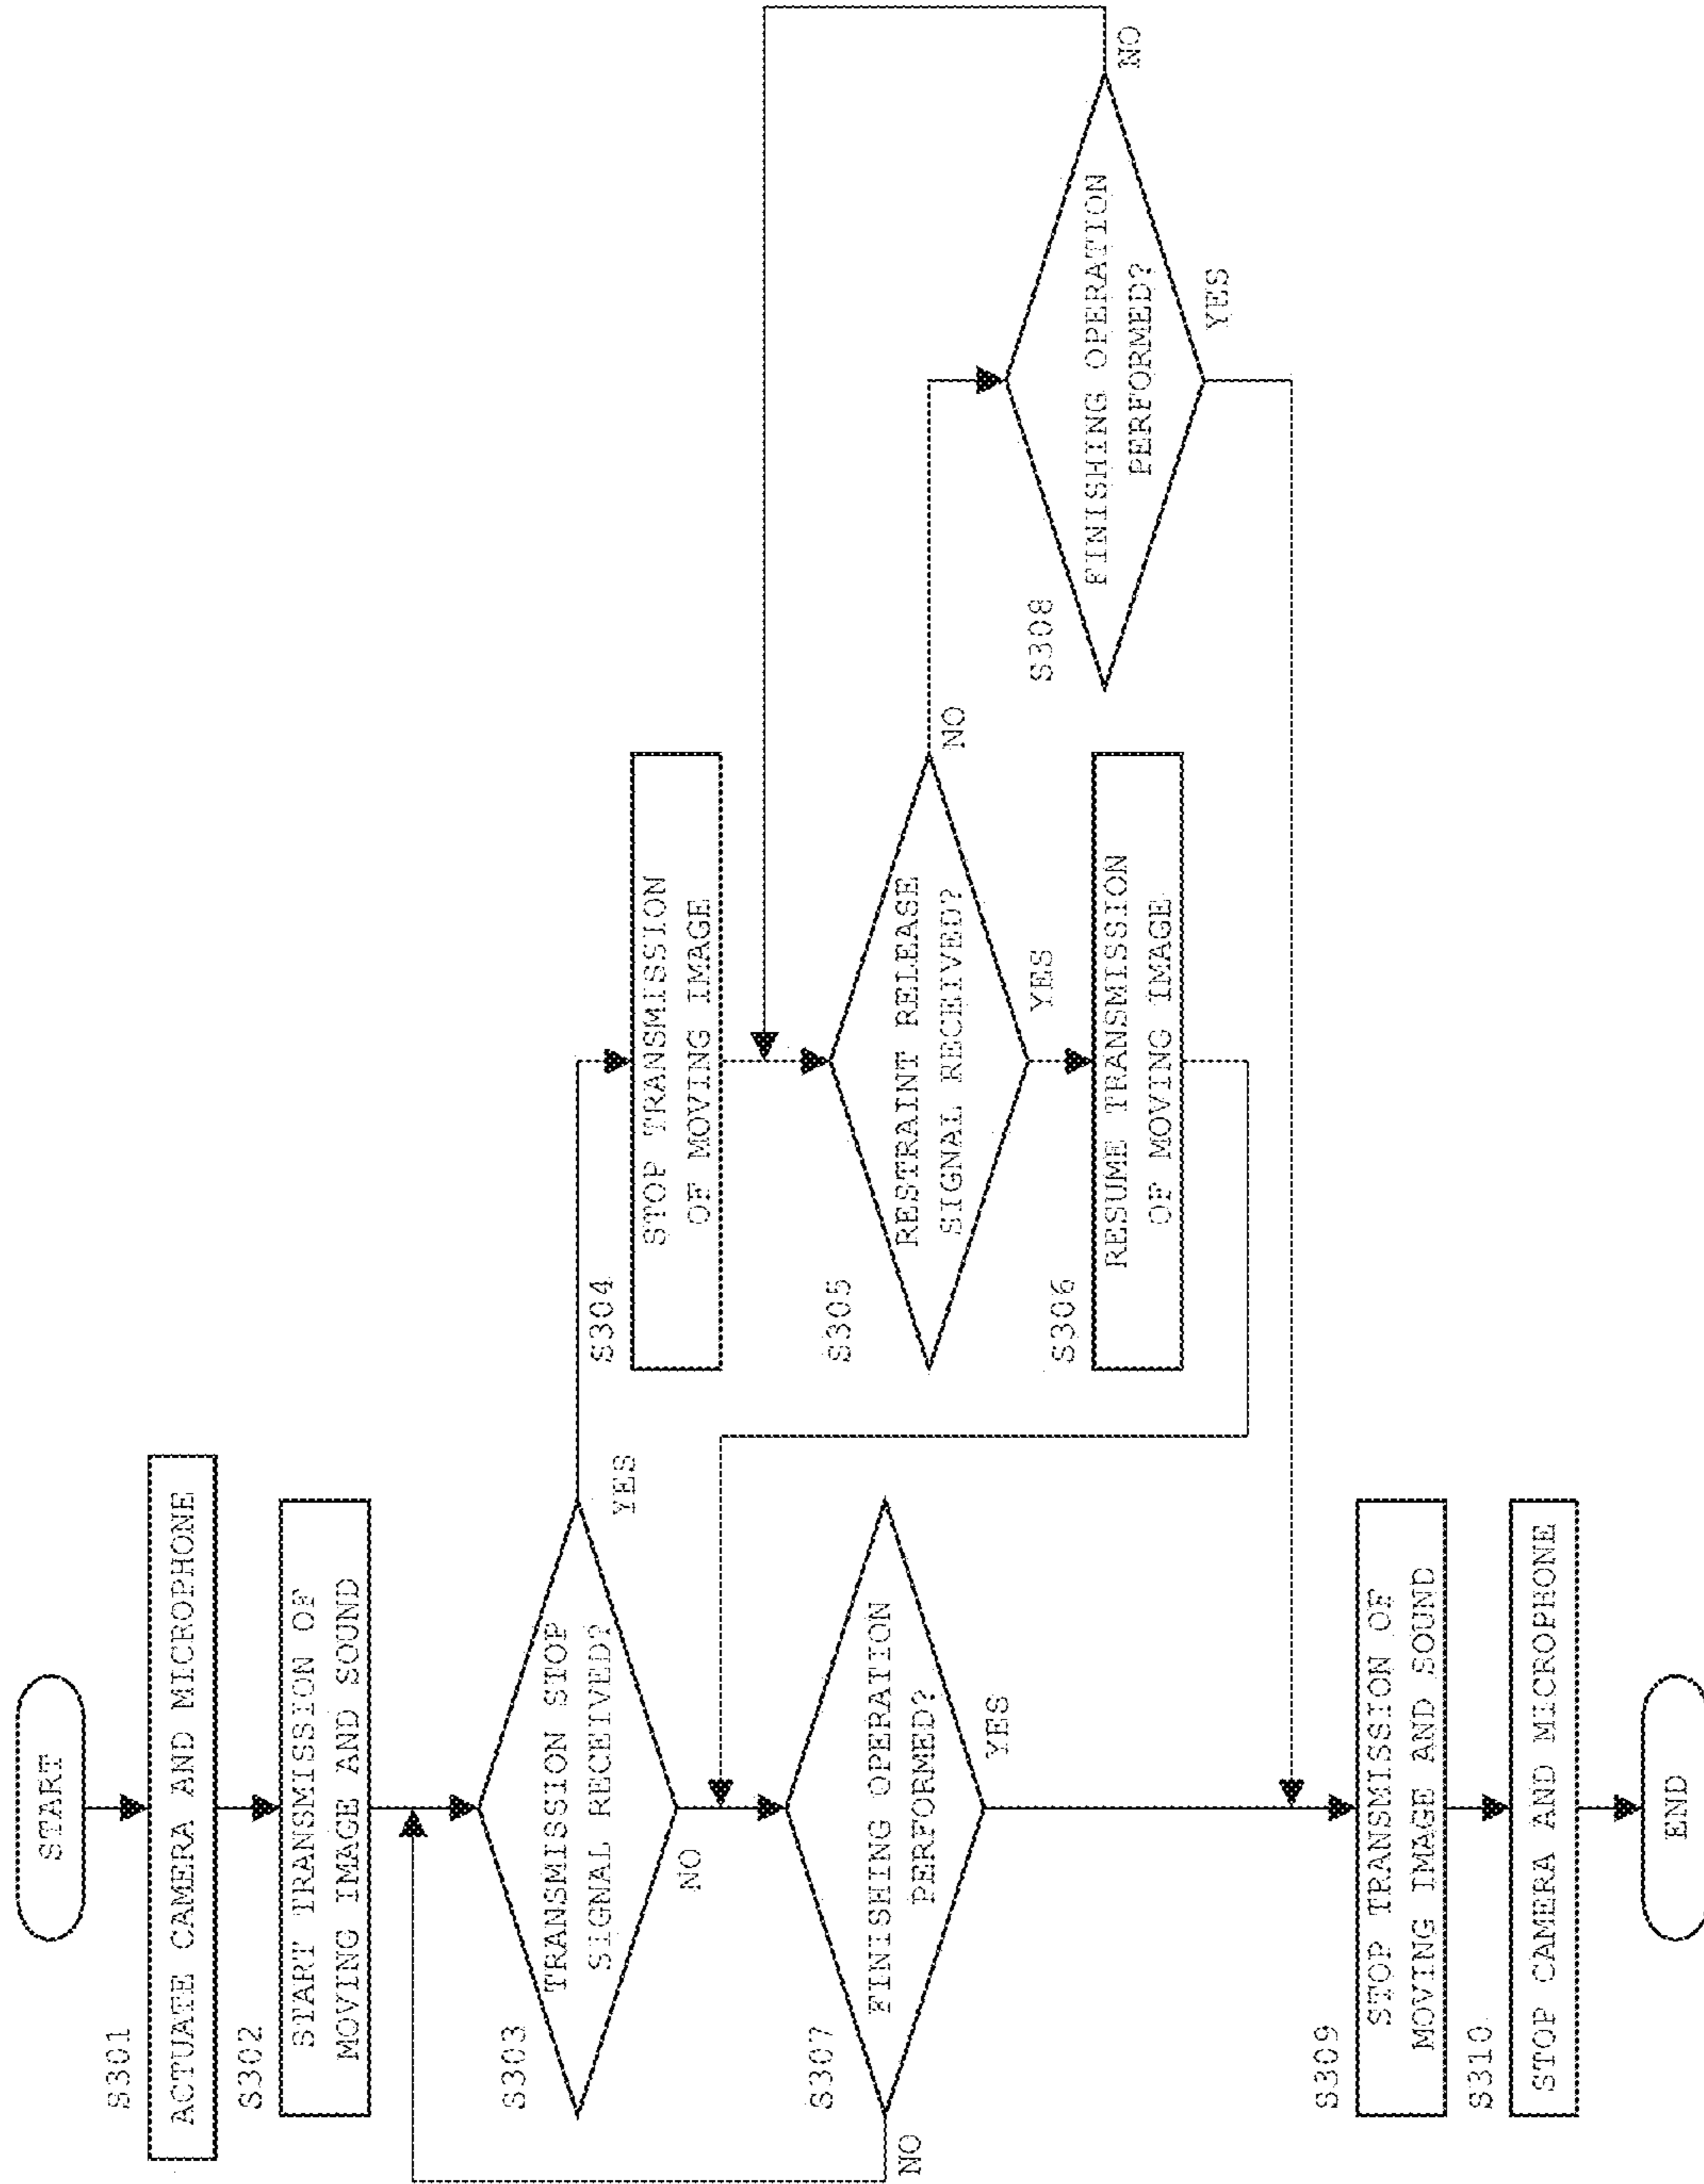 START
S301
ACTUATE CAMERA AND MICROPHONE
S302
START TRANSMISSION OF
MOVING IMAGE AND SOUND
S303
TRANSMISSION STOP
SIGNAL RECEIVED?
YES
NO
S304
STOP TRANSMISSION
OF MOVING IMAGE
S305
RESTRAINT RELEASE
SIGNAL RECEIVED?
NO
YES
S306
RESUME TRANSMISSION
OF MOVING IMAGE
S307
FINISHING OPERATION
PERFORMED?
NO
YES
S308
FINISHING OPERATION
PERFORMED?
NO
YES
S309
STOP TRANSMISSION OF
MOVING IMAGE AND SOUND
S310
STOP CAMERA AND MICROPHONE
END